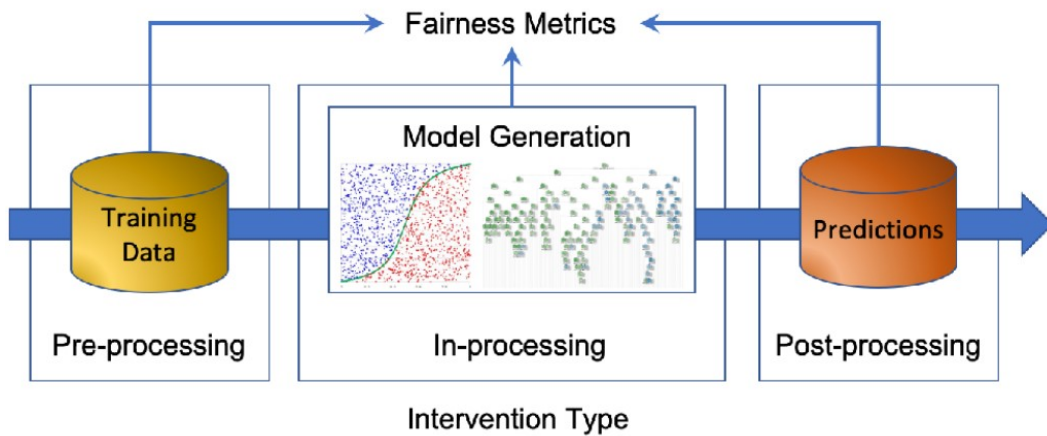 Fairness Metrics
Model Generation
Training
Data
Predictions
Pre-processing
In-processing
Post-processing
Intervention Type